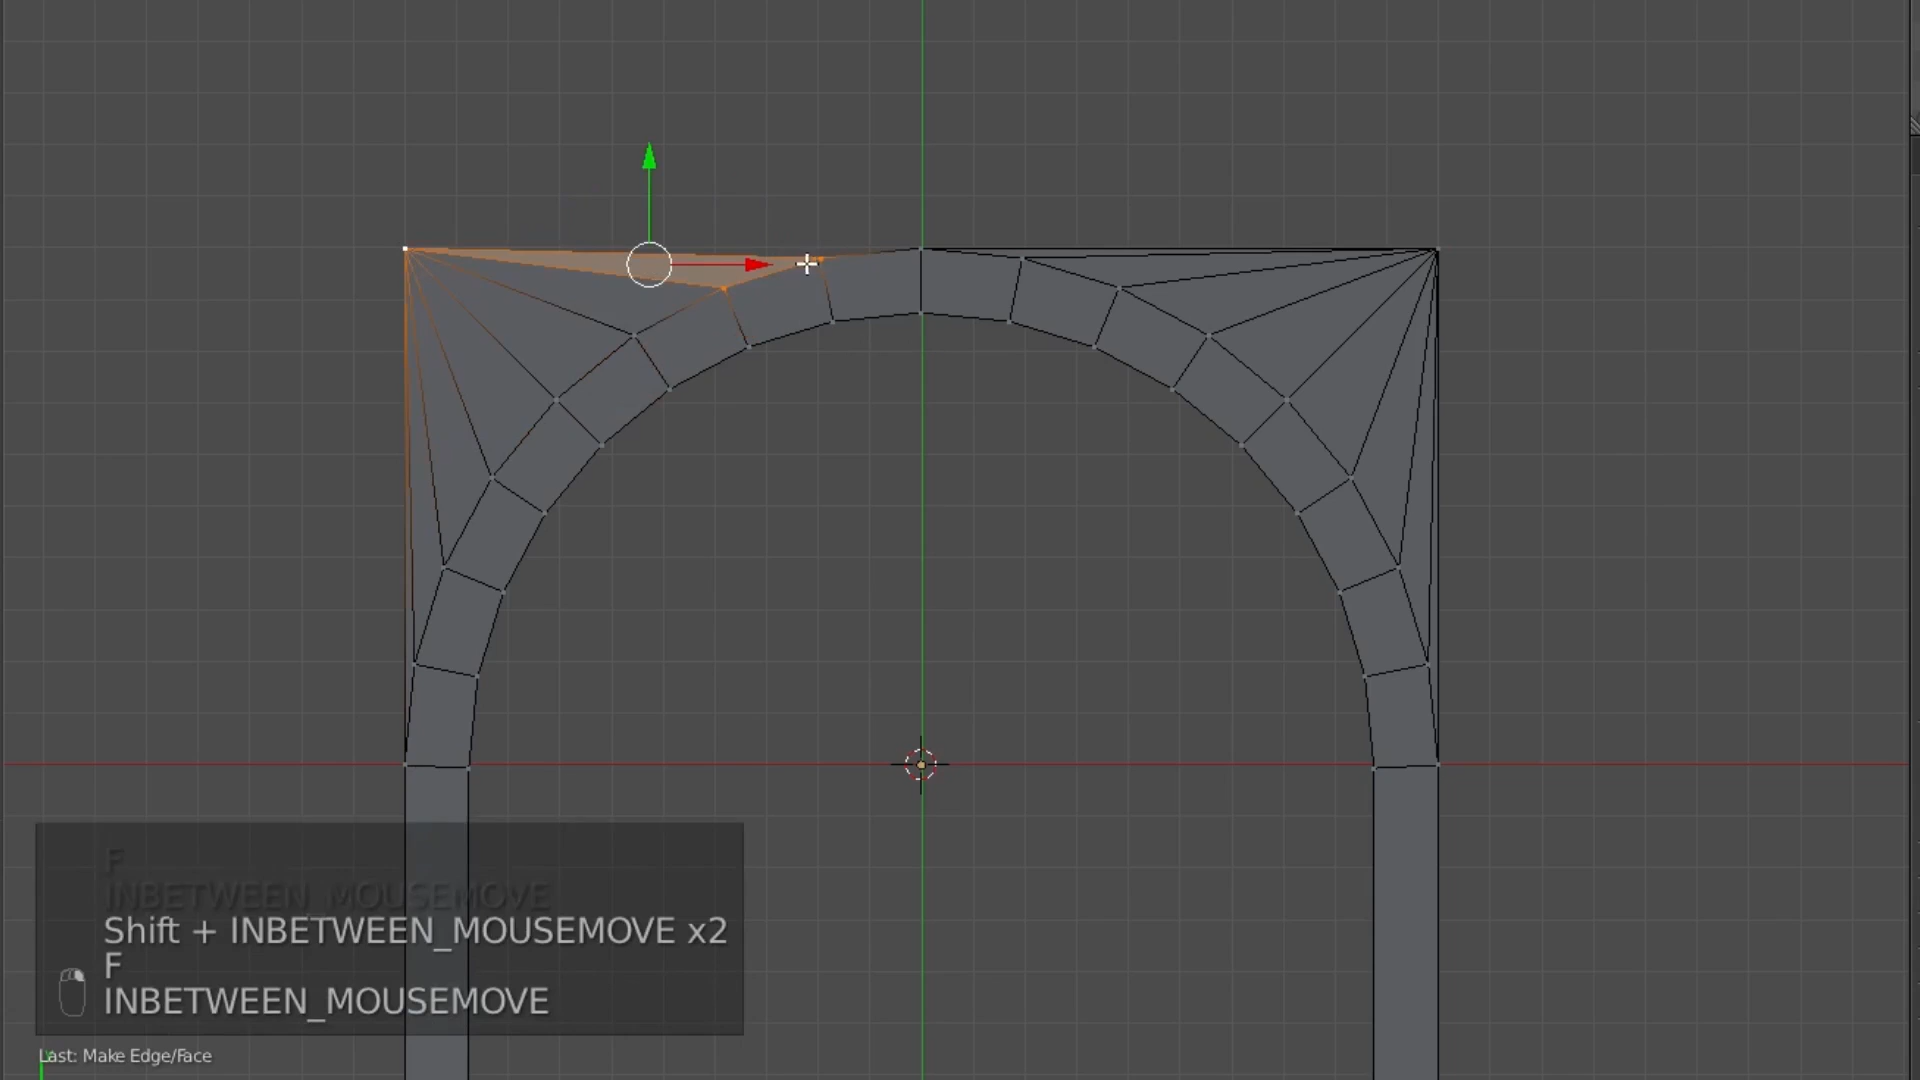 F
INBETWEEN_MOUSEMOVE
Shift + INBETWEEN_MOUSEMOVE x2
F
INBETWEEN_MOUSEMOVE
Last: Make Edge/Face